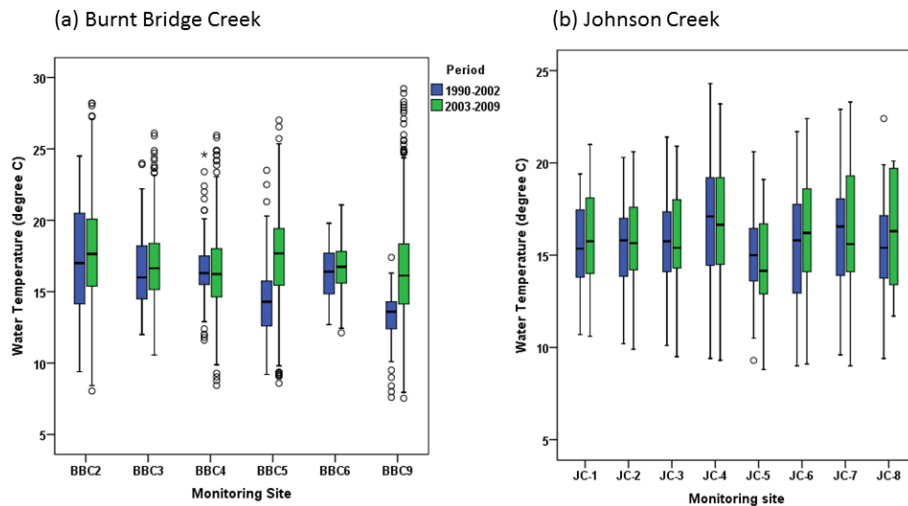 (a) Burnt Bridge Creek
(b) Johnson Creek
Period
1990-2002
2003-2009
Water Temperature (degree C)
30
25
20
15
10
5
*
BBC2 BBC3 BBC4 BBC5 BBC6 BBC9
Monitoring Site
Water Temperature (degree C)
25
20
15
10
5
JC-1 JC-2 JC-3 JC-4 JC-5 JC-6 JC-7 JC-8
Monitoring site